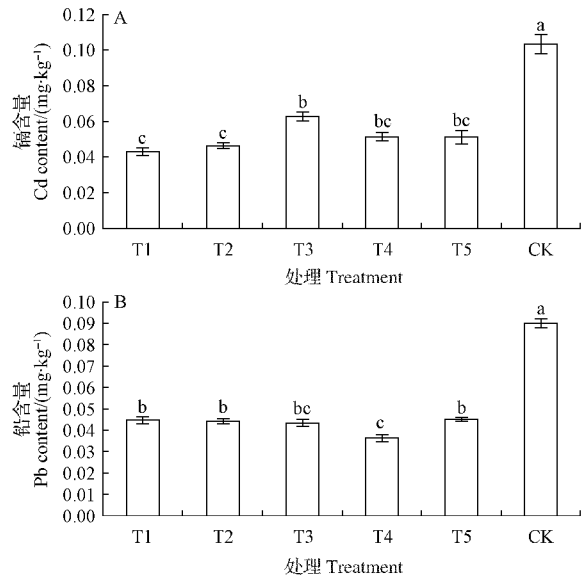 A
镉含量
Cd content/(mg·kg⁻¹)
0.12
0.10
0.08
0.06
0.04
0.02
0.00
c
c
b
bc
bc
a
T1 T2 T3 T4 T5 CK
处理 Treatment
B
铅含量
Pb content/(mg·kg⁻¹)
0.10
0.09
0.08
0.07
0.06
0.05
0.04
0.03
0.02
0.01
0.00
b
b
bc
c
b
a
T1 T2 T3 T4 T5 CK
处理 Treatment